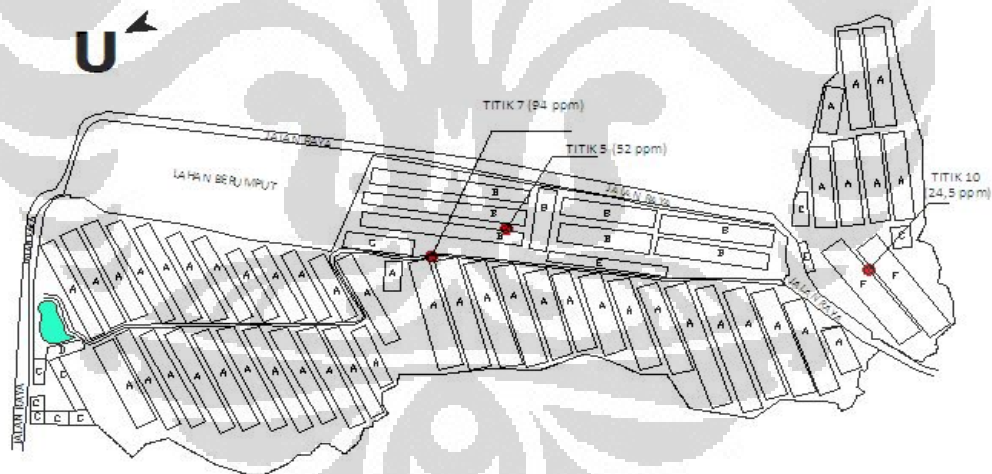 U
TITIK 7 (94 ppm)
TITIK 5 (52 ppm)
TITIK 10
(24,5 ppm)
JALAN RAYA
LAHAN BERUMPUT
JALAN RAYA
JALAN RAYA
JALAN RAYA
JALAN RAYA
A A A
A A A A
B B B B B B B B
C
E
E
C
C
F F
A A A A A A A A A A A
A
A A A A A A A A A A A A A A A
A A A A A A A A A A A A A A
C C
C
C C C